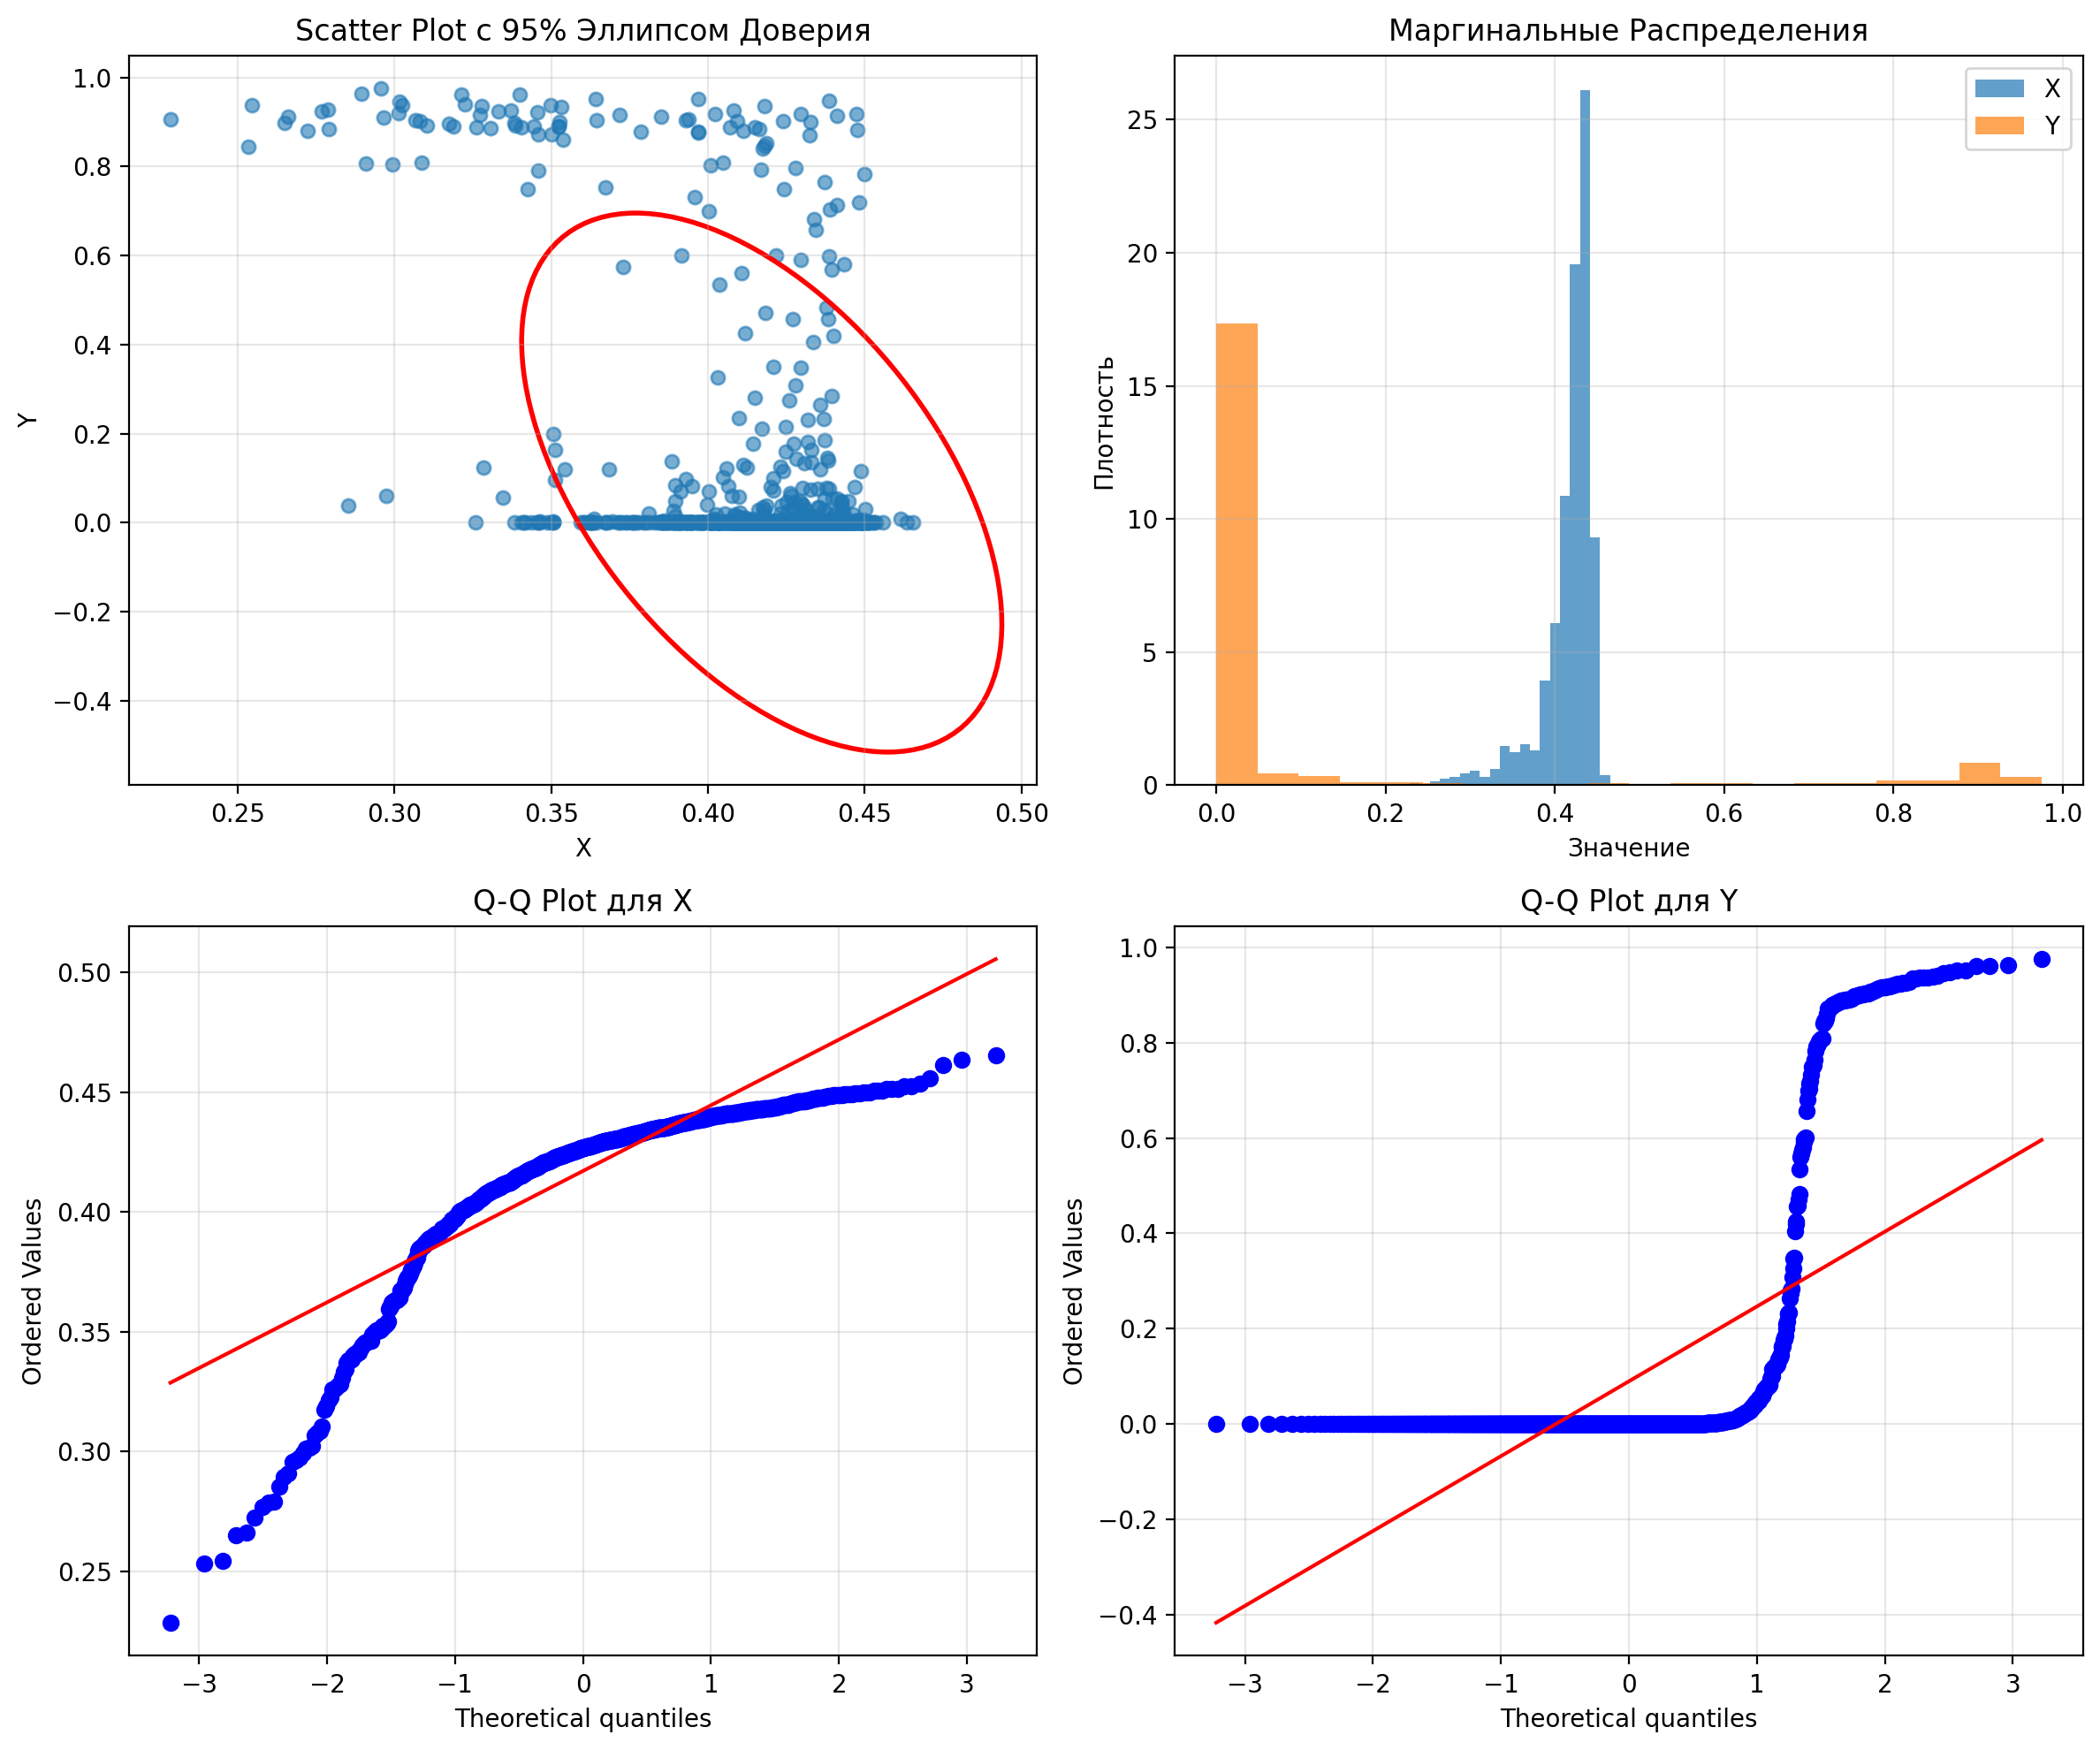 Scatter Plot с 95% Эллипсом Доверия
1.0
0.8
0.6
0.4
0.2
0.0
−0.2
−0.4
Y
0.25 0.30 0.35 0.40 0.45 0.50
X
Маргинальные Распределения
X
Y
25
20
15
10
5
0
Плотность
0.0 0.2 0.4 0.6 0.8 1.0
Значение
Q-Q Plot для X
0.50
0.45
0.40
0.35
0.30
0.25
Ordered Values
−3 −2 −1 0 1 2 3
Theoretical quantiles
Q-Q Plot для Y
1.0
0.8
0.6
0.4
0.2
0.0
−0.2
−0.4
Ordered Values
−3 −2 −1 0 1 2 3
Theoretical quantiles